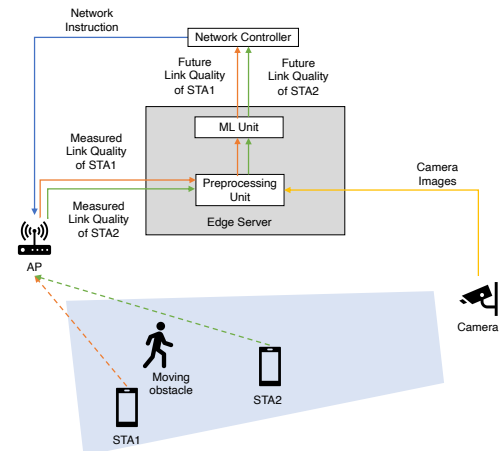 Network
Instruction
Network Controller
Future
Link Quality
of STA1
Future
Link Quality
of STA2
ML Unit
Measured
Link Quality
of STA1
Preprocessing
Unit
Camera
Images
Measured
Link Quality
of STA2
Edge Server
AP
Camera
Moving
obstacle
STA2
STA1